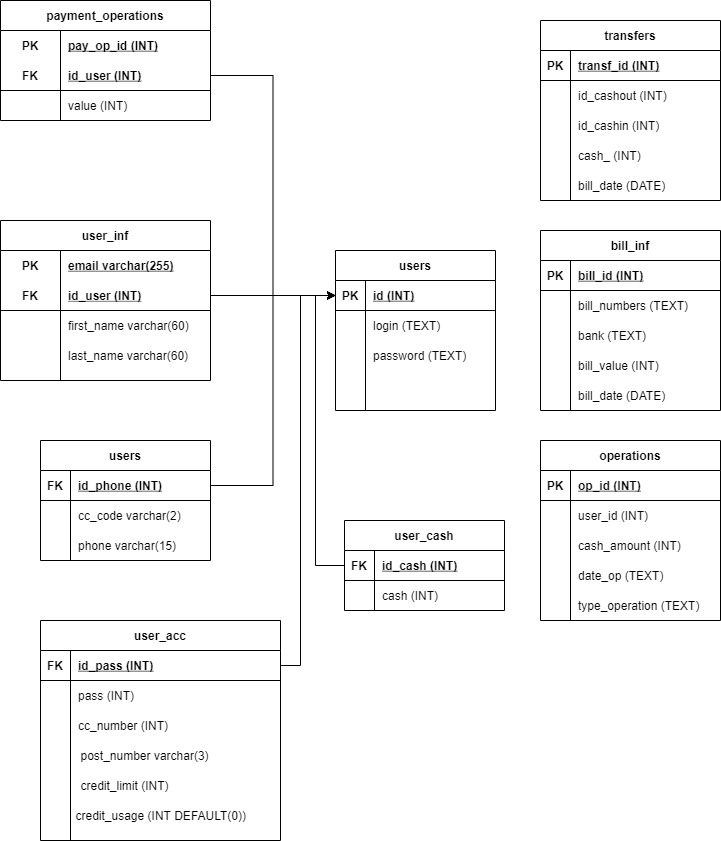 payment_operations
PK pay_op_id (INT)
FK id_user (INT)
value (INT)
user_inf
PK email varchar(255)
FK id_user (INT)
first_name varchar(60)
last_name varchar(60)
users
FK id_phone (INT)
cc_code varchar(2)
phone varchar(15)
user_acc
FK id_pass (INT)
pass (INT)
cc_number (INT)
post_number varchar(3)
credit_limit (INT)
credit_usage (INT DEFAULT(0))
users
PK id (INT)
login (TEXT)
password (TEXT)
user_cash
FK id_cash (INT)
cash (INT)
transfers
PK transf_id (INT)
id_cashout (INT)
id_cashin (INT)
cash_ (INT)
bill_date (DATE)
bill_inf
PK bill_id (INT)
bill_numbers (TEXT)
bank (TEXT)
bill_value (INT)
bill_date (DATE)
operations
PK op_id (INT)
user_id (INT)
cash_amount (INT)
date_op (TEXT)
type_operation (TEXT)